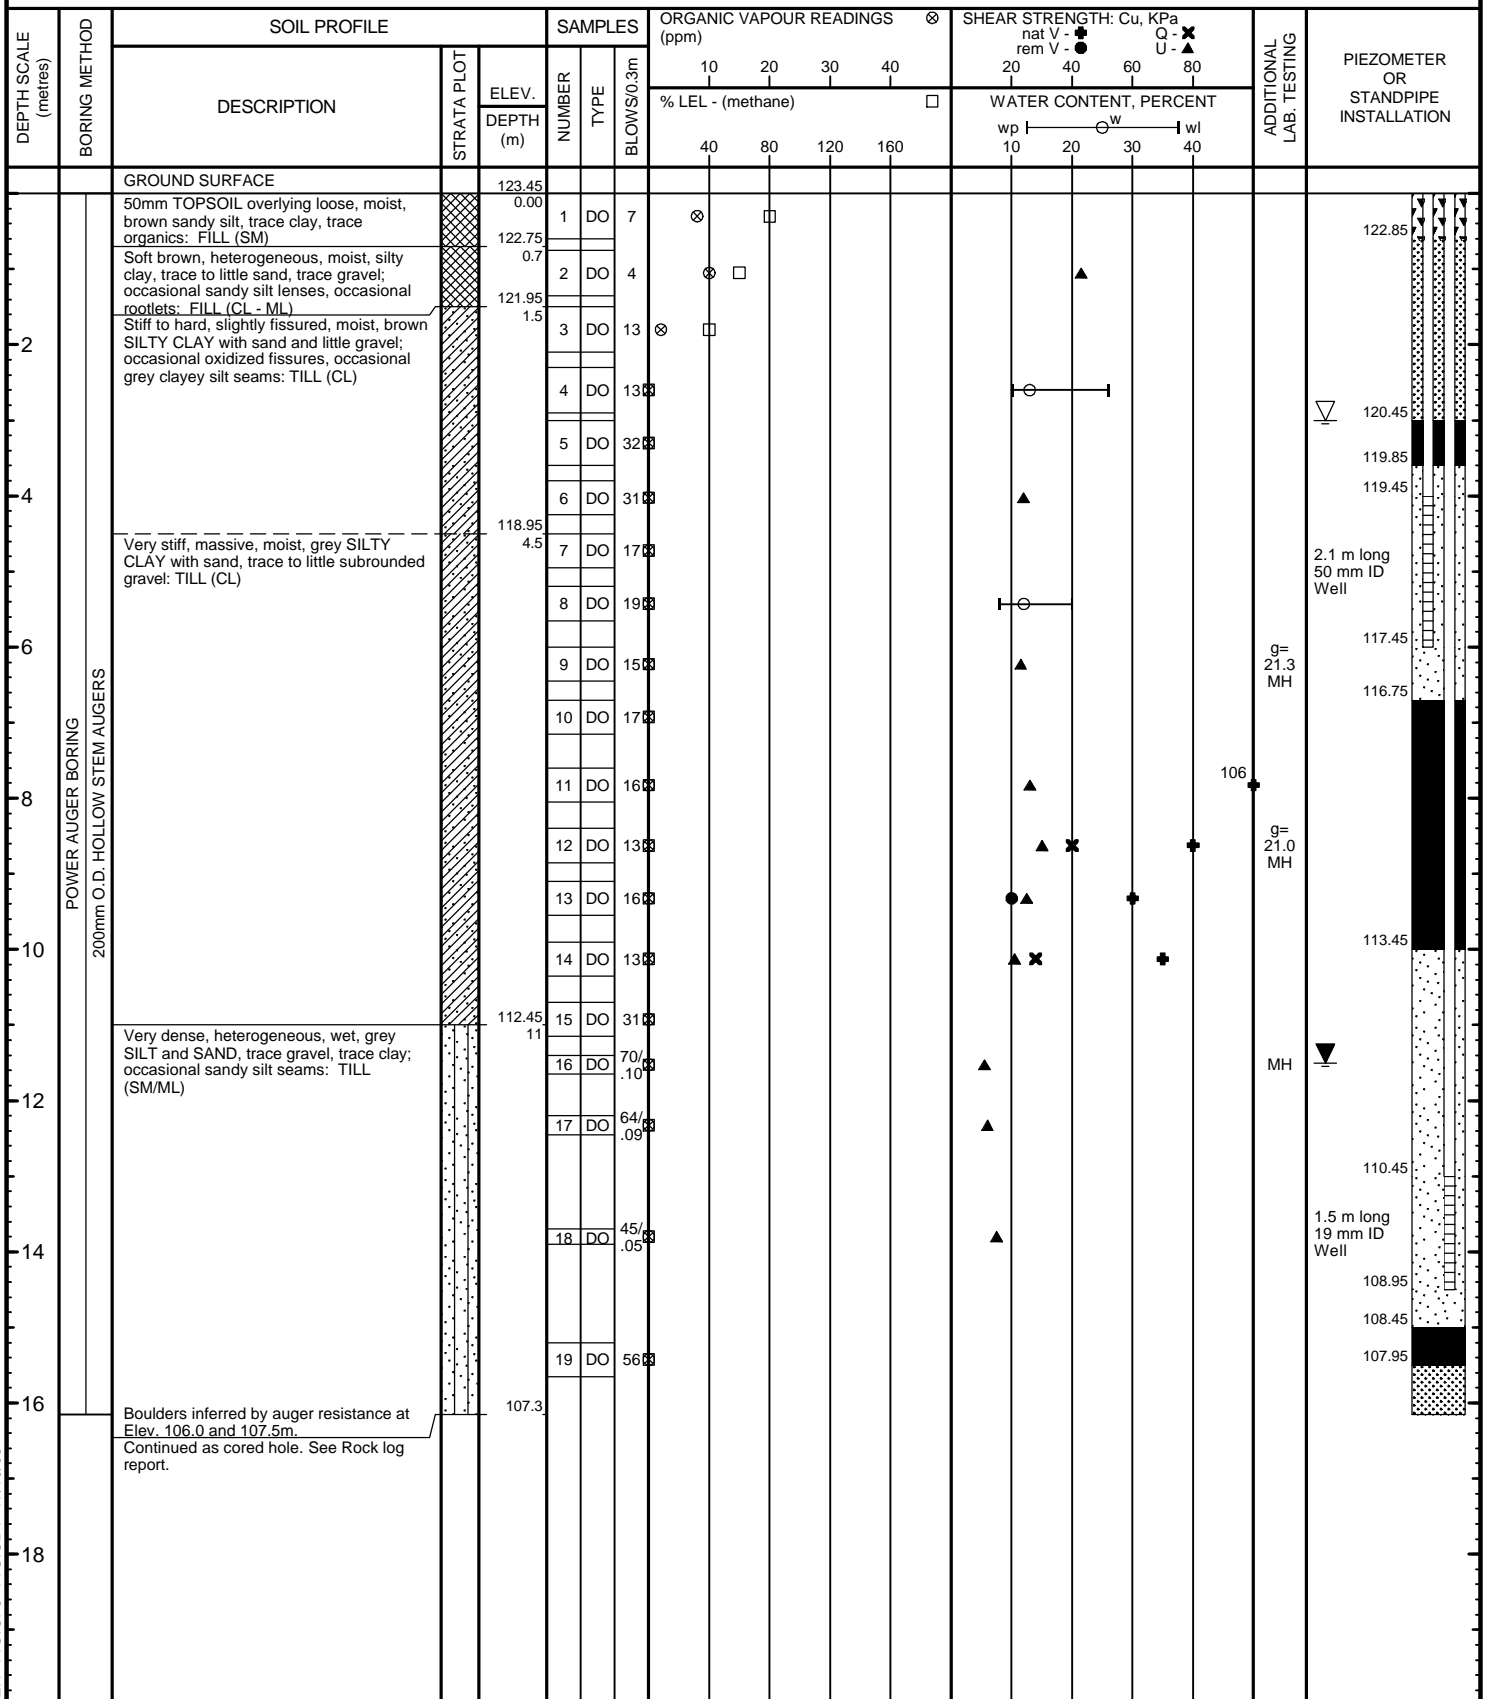 DEPTH SCALE
(metres)
BORING METHOD
SOIL PROFILE
DESCRIPTION
STRATA PLOT
ELEV.
DEPTH
(m)
SAMPLES
NUMBER
TYPE
BLOWS/0.3m
ORGANIC VAPOUR READINGS ⊗
(ppm)
10 20 30 40
% LEL - (methane) □
40 80 120 160
SHEAR STRENGTH: Cu, KPa
nat V - ✚ Q - ✖
rem V - ● U - ▲
20 40 60 80
WATER CONTENT, PERCENT
wp w wl
10 20 30 40
ADDITIONAL
LAB. TESTING
PIEZOMETER
OR
STANDPIPE
INSTALLATION
GROUND SURFACE
123.45
0.00
50mm TOPSOIL overlying loose, moist,
brown sandy silt, trace clay, trace
organics: FILL (SM)
122.75
0.7
Soft brown, heterogeneous, moist, silty
clay, trace to little sand, trace gravel;
occasional sandy silt lenses, occasional
rootlets: FILL (CL - ML)
121.95
1.5
Stiff to hard, slightly fissured, moist, brown
SILTY CLAY with sand and little gravel;
occasional oxidized fissures, occasional
grey clayey silt seams: TILL (CL)
118.95
4.5
Very stiff, massive, moist, grey SILTY
CLAY with sand, trace to little subrounded
gravel: TILL (CL)
112.45
11
Very dense, heterogeneous, wet, grey
SILT and SAND, trace gravel, trace clay;
occasional sandy silt seams: TILL
(SM/ML)
107.3
Boulders inferred by auger resistance at
Elev. 106.0 and 107.5m.
Continued as cored hole. See Rock log
report.
POWER AUGER BORING
200mm O.D. HOLLOW STEM AUGERS
2
4
6
8
10
12
14
16
18
1 DO 7
2 DO 4
3 DO 13
4 DO 13
5 DO 32
6 DO 31
7 DO 17
8 DO 19
9 DO 15
10 DO 17
11 DO 16
12 DO 13
13 DO 16
14 DO 13
15 DO 31
16 DO 70/
.10
17 DO 64/
.09
18 DO 45/
.05
19 DO 56
106
g=
21.3
MH
g=
21.0
MH
MH
122.85
120.45
119.85
119.45
2.1 m long
50 mm ID
Well
117.45
116.75
113.45
110.45
1.5 m long
19 mm ID
Well
108.95
108.45
107.95